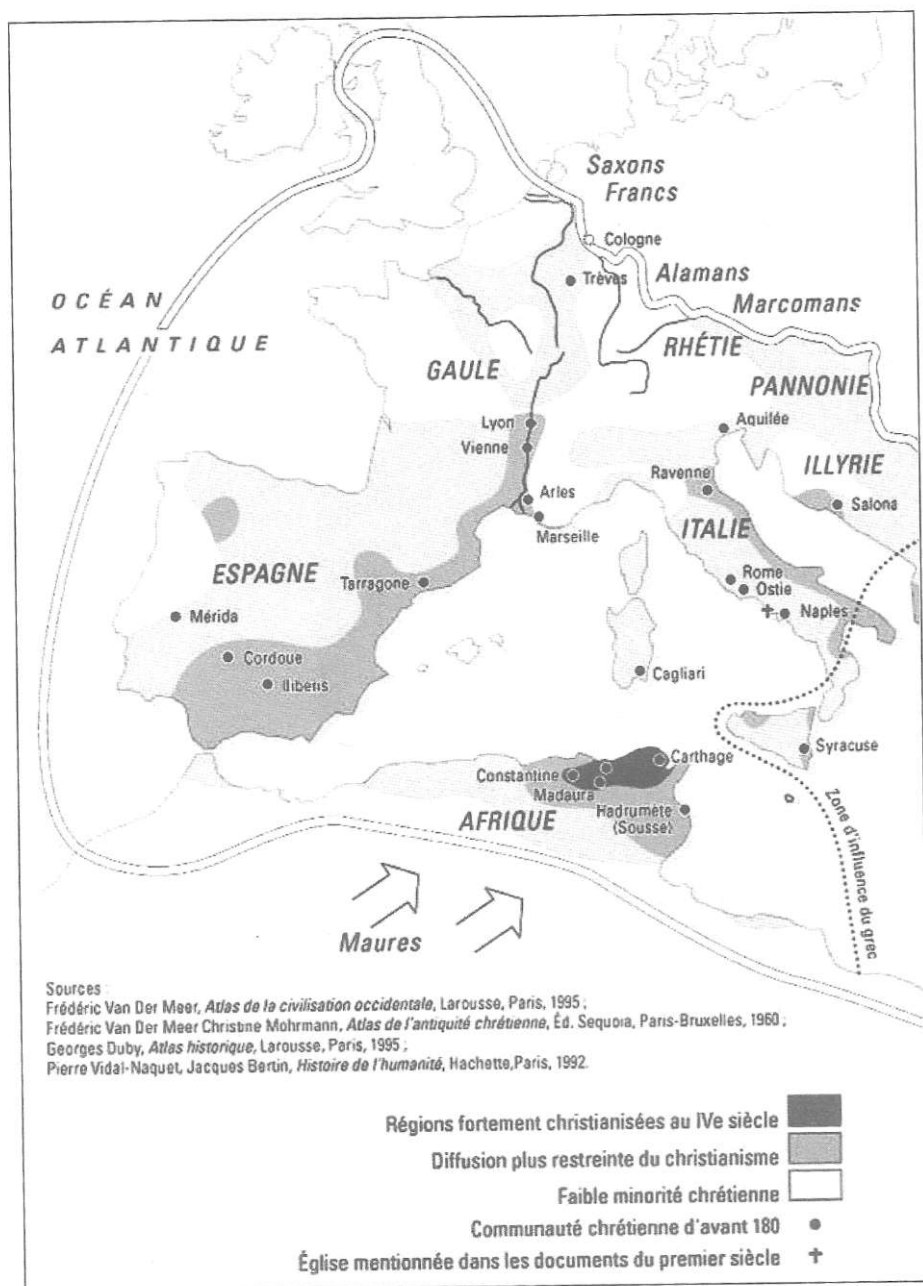 Saxons
Francs
Cologne
Trèves
Alamans
Marcomans
OCÉAN
ATLANTIQUE
RHÉTIE
GAULE
PANNONIE
Lyon
Aquilée
Vienne
ILLYRIE
Ravenne
Arles
Salona
Marseille
ITALIE
ESPAGNE
Tarragone
Rome
Ostie
Mérida
Naples
Cordoue
Cagliari
Illiberis
Syracuse
Carthage
Constantine
Madaura
Hadrumète
(Sousse)
AFRIQUE
Zone d'influence du grec
Maures
Sources :
Frédéric Van Der Meer, Atlas de la civilisation occidentale, Larousse, Paris, 1995 ;
Frédéric Van Der Meer Christine Mohrmann, Atlas de l'antiquité chrétienne, Éd. Sequoia, Paris-Bruxelles, 1960 ;
Georges Duby, Atlas historique, Larousse, Paris, 1995 ;
Pierre Vidal-Naquet, Jacques Bertin, Histoire de l'humanité, Hachette,Paris, 1992.
Régions fortement christianisées au IVe siècle
Diffusion plus restreinte du christianisme
Faible minorité chrétienne
Communauté chrétienne d'avant 180
Église mentionnée dans les documents du premier siècle